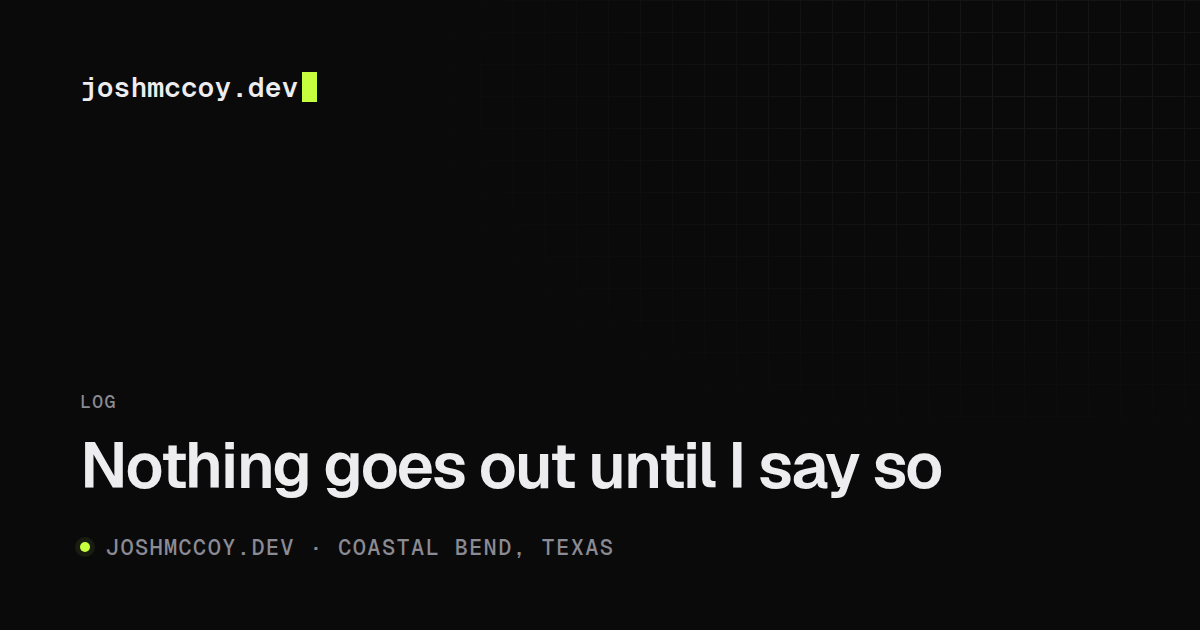 joshmccoy.dev
LOG
Nothing goes out until I say so
JOSHMCCOY.DEV · COASTAL BEND, TEXAS